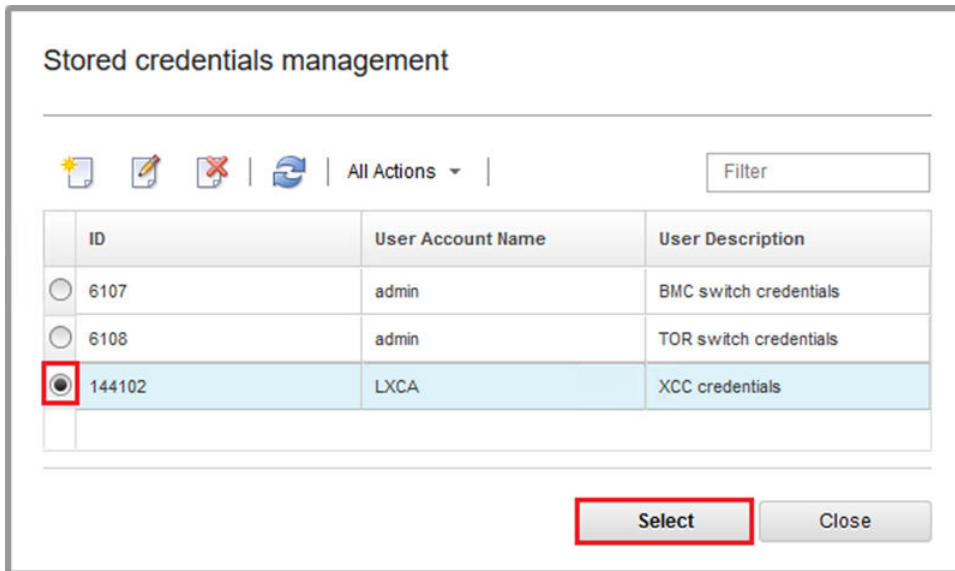 Stored credentials management
All Actions
Filter
ID User Account Name User Description
6107 admin BMC switch credentials
6108 admin TOR switch credentials
144102 LXCA XCC credentials
Select Close